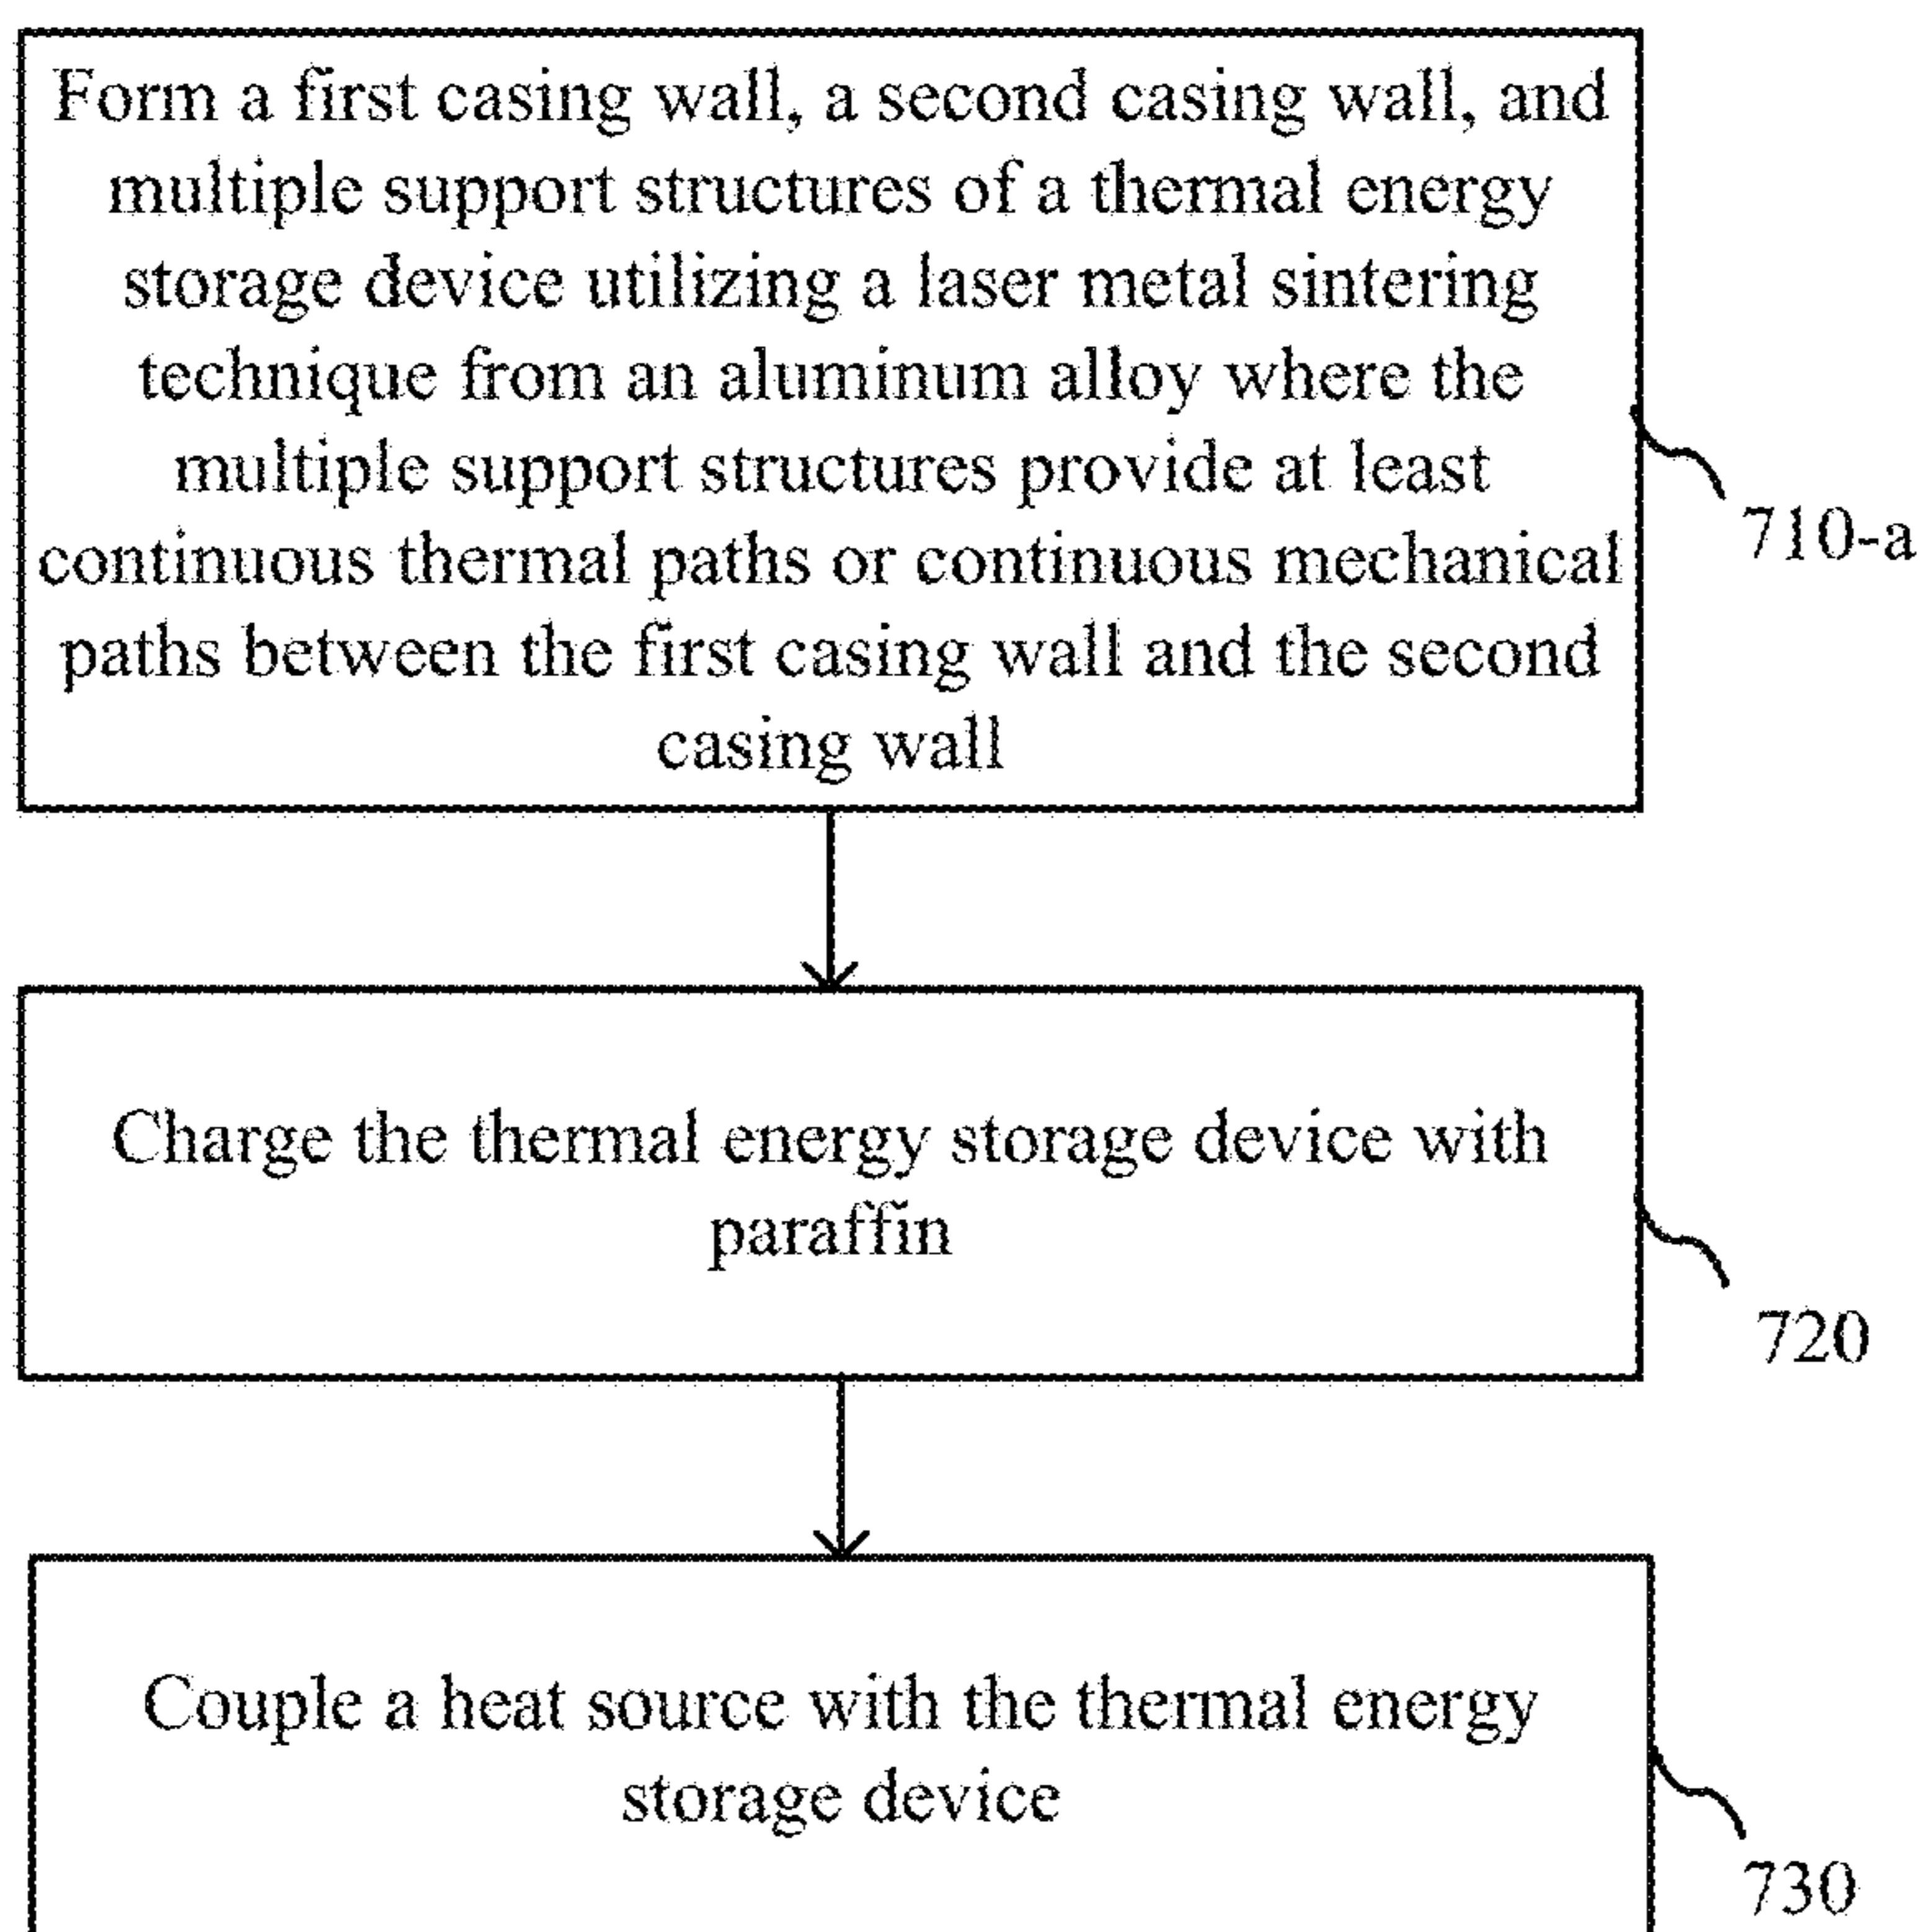 Form a first casing wall, a second casing wall, and
multiple support structures of a thermal energy
storage device utilizing a laser metal sintering
technique from an aluminum alloy where the
multiple support structures provide at least
continuous thermal paths or continuous mechanical
paths between the first casing wall and the second
casing wall
710-a
Charge the thermal energy storage device with
paraffin
720
Couple a heat source with the thermal energy
storage device
730